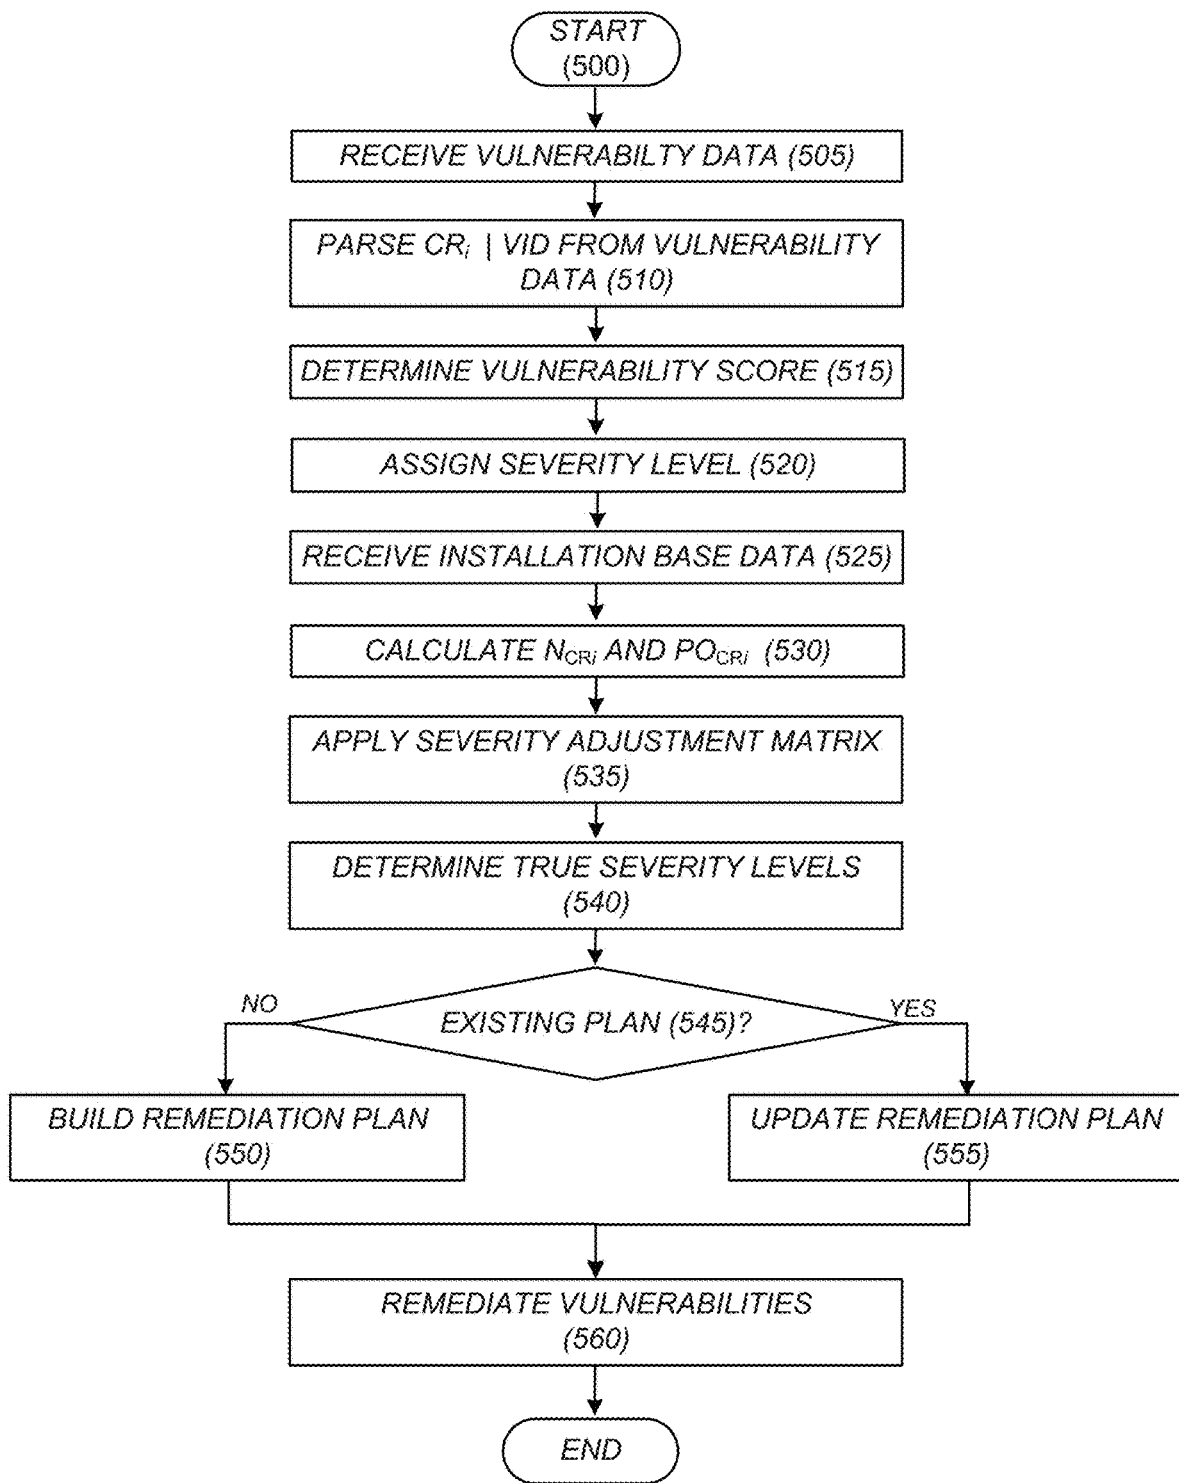 START
(500)
RECEIVE VULNERABILTY DATA (505)
PARSE CRi | VID FROM VULNERABILITY
DATA (510)
DETERMINE VULNERABILITY SCORE (515)
ASSIGN SEVERITY LEVEL (520)
RECEIVE INSTALLATION BASE DATA (525)
CALCULATE NCRi AND POCRi (530)
APPLY SEVERITY ADJUSTMENT MATRIX
(535)
DETERMINE TRUE SEVERITY LEVELS
(540)
NO
EXISTING PLAN (545)?
YES
BUILD REMEDIATION PLAN
(550)
UPDATE REMEDIATION PLAN
(555)
REMEDIATE VULNERABILITIES
(560)
END